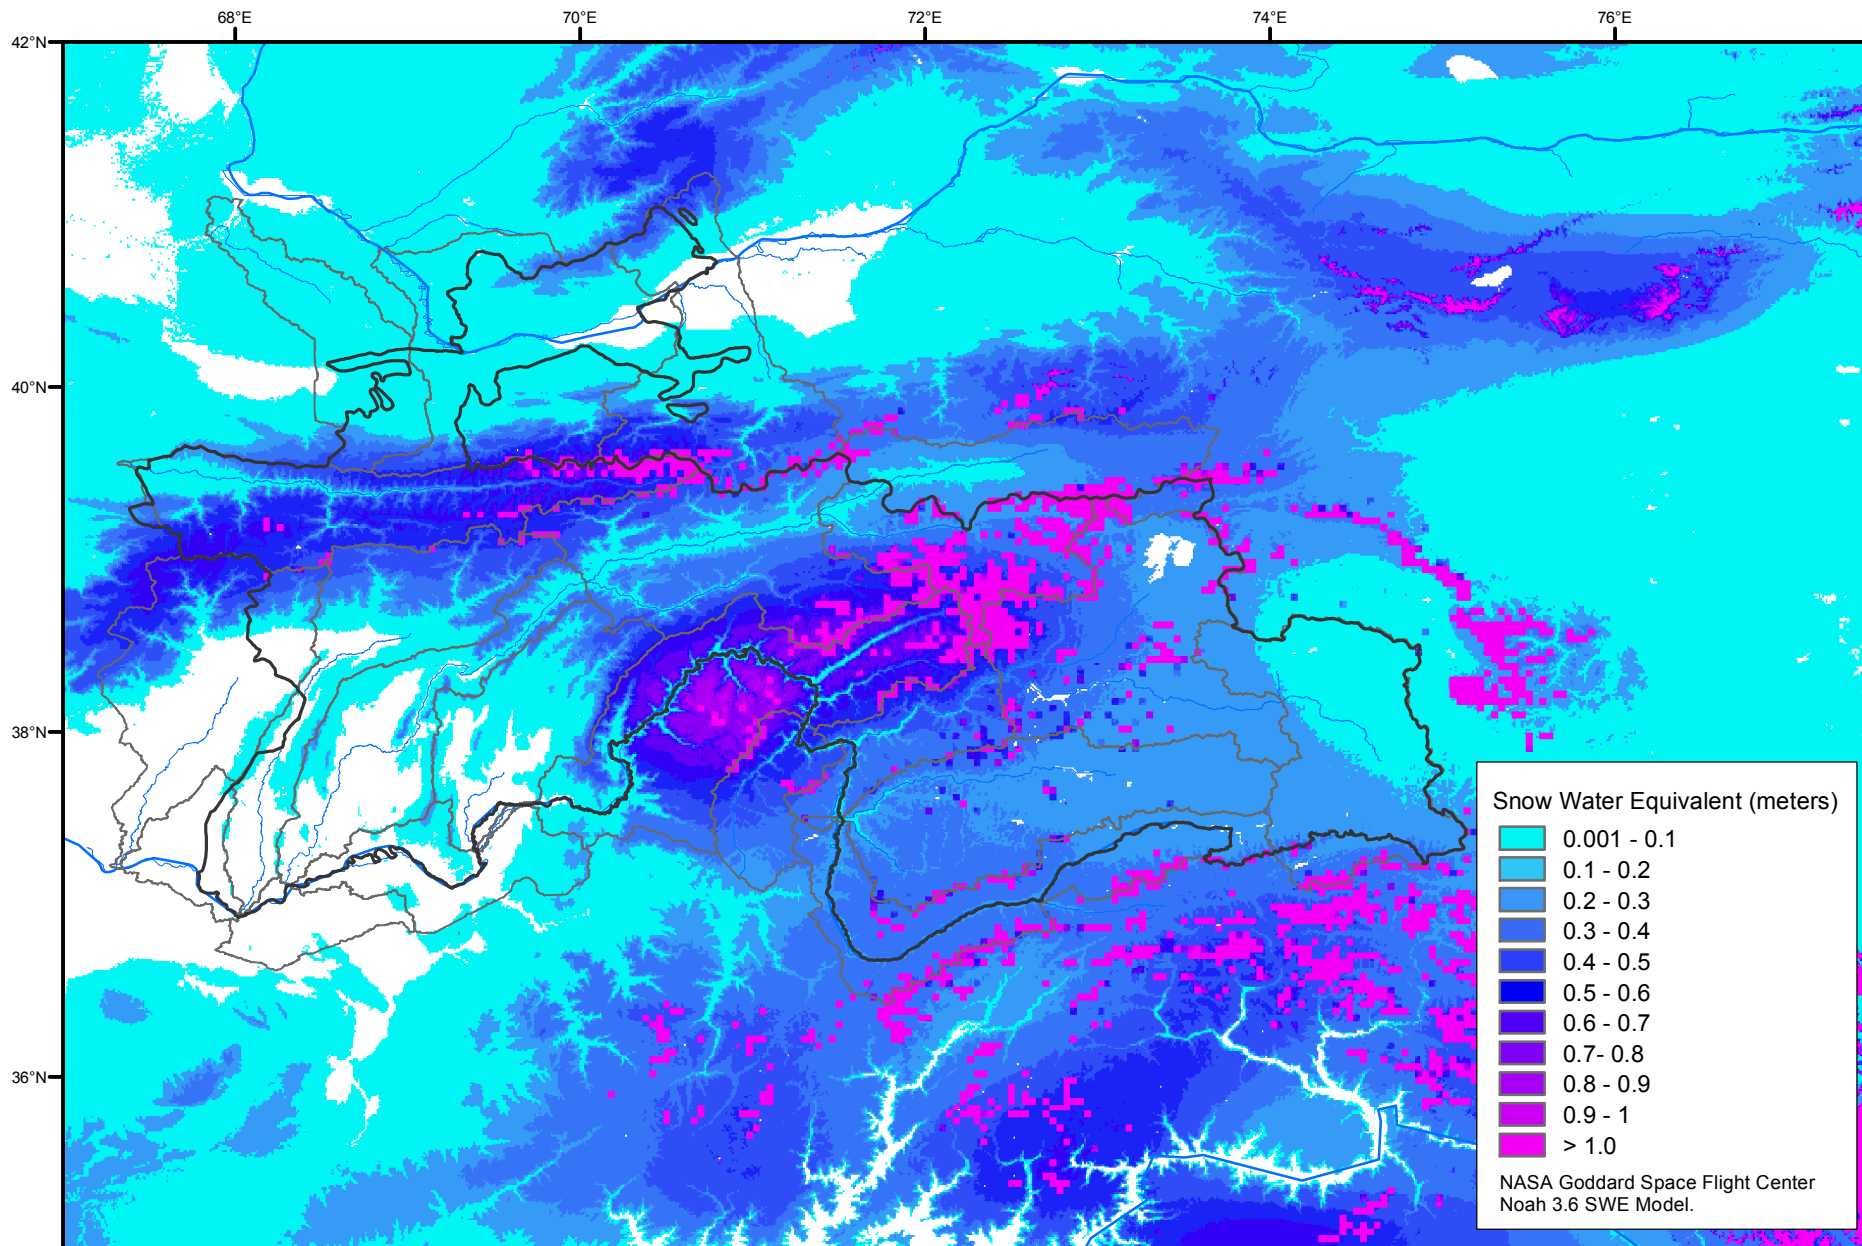 68°E 70°E 72°E 74°E 76°E
42°N
40°N
38°N
36°N
Snow Water Equivalent (meters)
0.001 - 0.1
0.1 - 0.2
0.2 - 0.3
0.3 - 0.4
0.4 - 0.5
0.5 - 0.6
0.6 - 0.7
0.7- 0.8
0.8 - 0.9
0.9 - 1
> 1.0
NASA Goddard Space Flight Center
Noah 3.6 SWE Model.